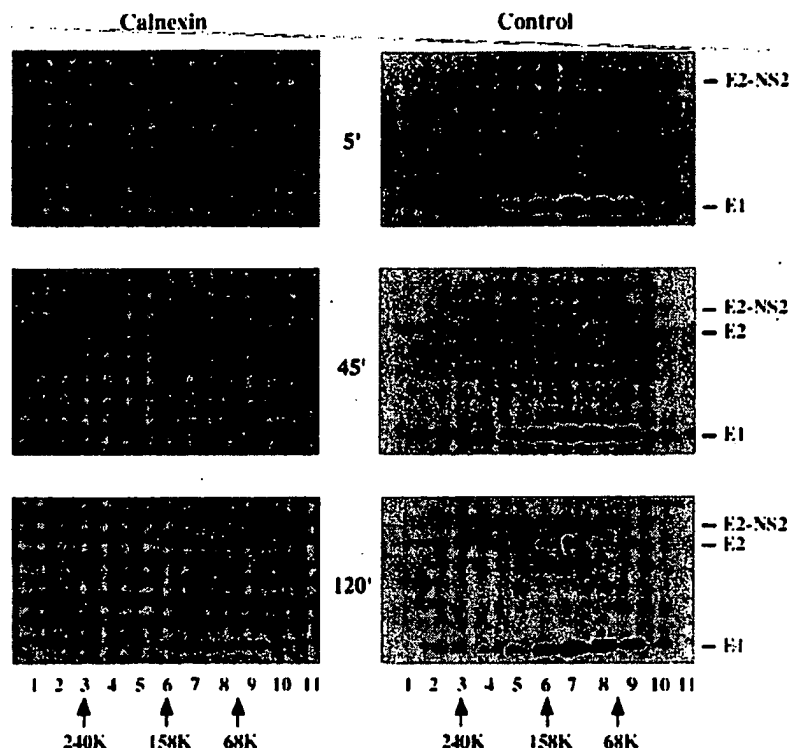 Calnexin Control
E2-NS2
5'
E1
E2-NS2
E2
45'
E1
E2-NS2
E2
120'
E1
1 2 3 4 5 6 7 8 9 10 11 1 2 3 4 5 6 7 8 9 10 11
240K 158K 68K 240K 158K 68K